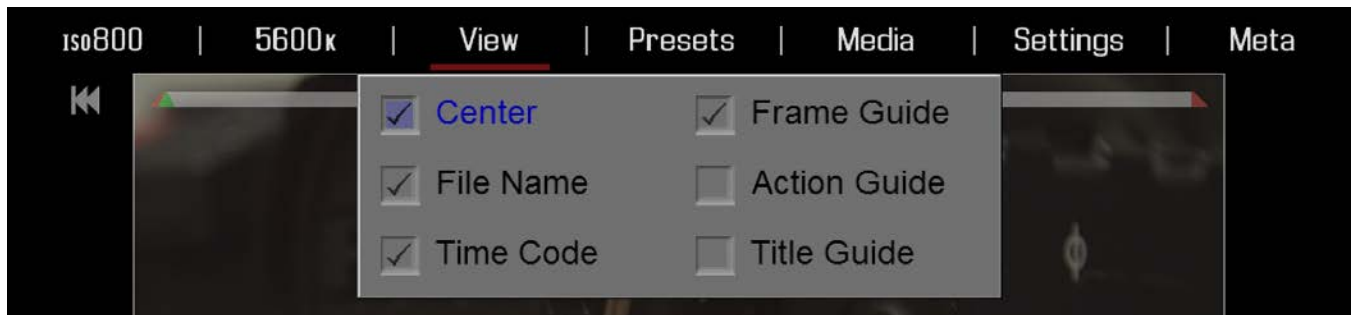 ISO800 | 5600K | View | Presets | Media | Settings | Meta
Center Frame Guide
File Name Action Guide
Time Code Title Guide